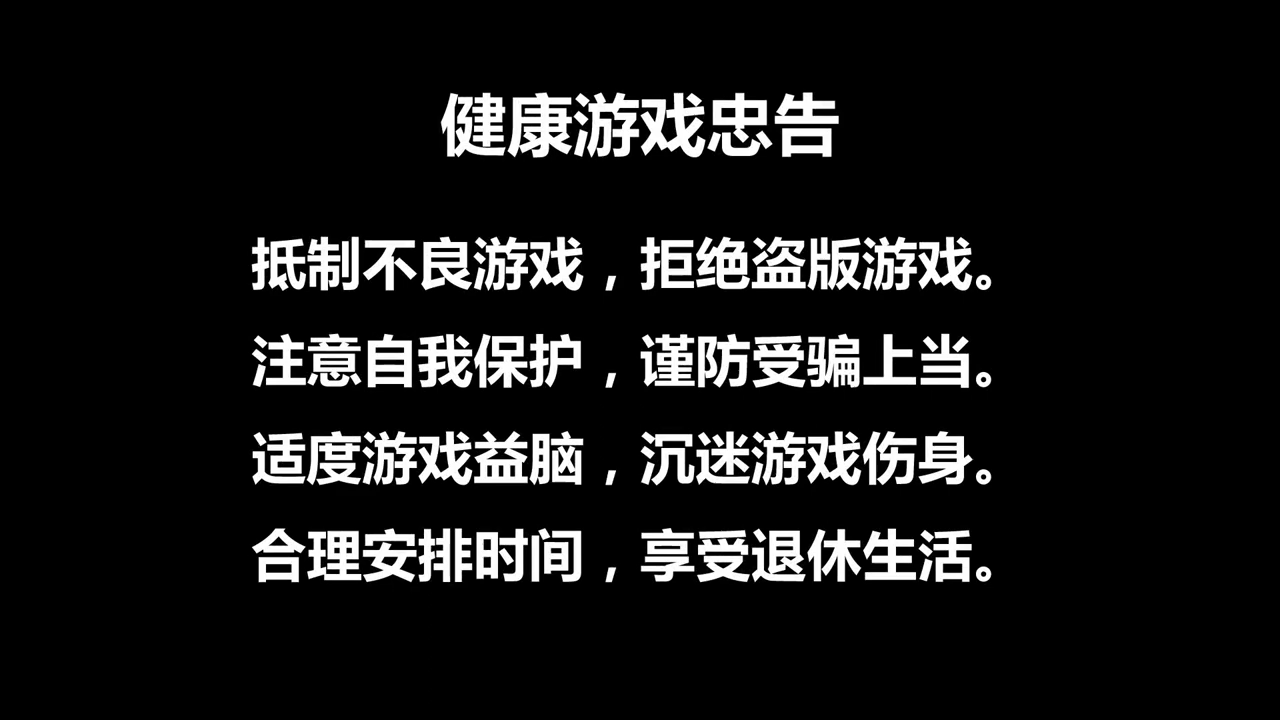 健康游戏忠告
抵制不良游戏，拒绝盗版游戏。
注意自我保护，谨防受骗上当。
适度游戏益脑，沉迷游戏伤身。
合理安排时间，享受退休生活。